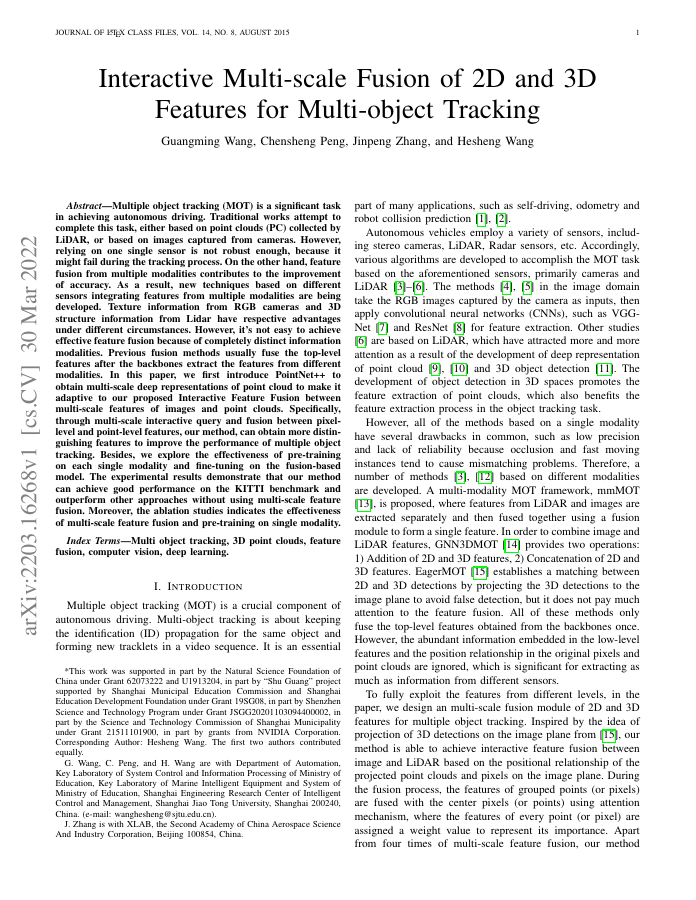 JOURNAL OF LATEX CLASS FILES, VOL. 14, NO. 8, AUGUST 2015
1
Interactive Multi-scale Fusion of 2D and 3D
Features for Multi-object Tracking
Guangming Wang, Chensheng Peng, Jinpeng Zhang, and Hesheng Wang
arXiv:2203.16268v1 [cs.CV] 30 Mar 2022
Abstract—Multiple object tracking (MOT) is a significant task
in achieving autonomous driving. Traditional works attempt to
complete this task, either based on point clouds (PC) collected by
LiDAR, or based on images captured from cameras. However,
relying on one single sensor is not robust enough, because it
might fail during the tracking process. On the other hand, feature
fusion from multiple modalities contributes to the improvement
of accuracy. As a result, new techniques based on different
sensors integrating features from multiple modalities are being
developed. Texture information from RGB cameras and 3D
structure information from Lidar have respective advantages
under different circumstances. However, it's not easy to achieve
effective feature fusion because of completely distinct information
modalities. Previous fusion methods usually fuse the top-level
features after the backbones extract the features from different
modalities. In this paper, we first introduce PointNet++ to
obtain multi-scale deep representations of point cloud to make it
adaptive to our proposed Interactive Feature Fusion between
multi-scale features of images and point clouds. Specifically,
through multi-scale interactive query and fusion between pixel-
level and point-level features, our method, can obtain more distin-
guishing features to improve the performance of multiple object
tracking. Besides, we explore the effectiveness of pre-training
on each single modality and fine-tuning on the fusion-based
model. The experimental results demonstrate that our method
can achieve good performance on the KITTI benchmark and
outperform other approaches without using multi-scale feature
fusion. Moreover, the ablation studies indicates the effectiveness
of multi-scale feature fusion and pre-training on single modality.
Index Terms—Multi object tracking, 3D point clouds, feature
fusion, computer vision, deep learning.
I. INTRODUCTION
Multiple object tracking (MOT) is a crucial component of
autonomous driving. Multi-object tracking is about keeping
the identification (ID) propagation for the same object and
forming new tracklets in a video sequence. It is an essential
*This work was supported in part by the Natural Science Foundation of
China under Grant 62073222 and U1913204, in part by “Shu Guang” project
supported by Shanghai Municipal Education Commission and Shanghai
Education Development Foundation under Grant 19SG08, in part by Shenzhen
Science and Technology Program under Grant JSGG20201103094400002, in
part by the Science and Technology Commission of Shanghai Municipality
under Grant 21511101900, in part by grants from NVIDIA Corporation.
Corresponding Author: Hesheng Wang. The first two authors contributed
equally.
G. Wang, C. Peng, and H. Wang are with Department of Automation,
Key Laboratory of System Control and Information Processing of Ministry of
Education, Key Laboratory of Marine Intelligent Equipment and System of
Ministry of Education, Shanghai Engineering Research Center of Intelligent
Control and Management, Shanghai Jiao Tong University, Shanghai 200240,
China. (e-mail: wanghesheng@sjtu.edu.cn).
J. Zhang is with XLAB, the Second Academy of China Aerospace Science
And Industry Corporation, Beijing 100854, China.
part of many applications, such as self-driving, odometry and
robot collision prediction [1], [2].
Autonomous vehicles employ a variety of sensors, includ-
ing stereo cameras, LiDAR, Radar sensors, etc. Accordingly,
various algorithms are developed to accomplish the MOT task
based on the aforementioned sensors, primarily cameras and
LiDAR [3]–[6]. The methods [4], [5] in the image domain
take the RGB images captured by the camera as inputs, then
apply convolutional neural networks (CNNs), such as VGG-
Net [7] and ResNet [8] for feature extraction. Other studies
[6] are based on LiDAR, which have attracted more and more
attention as a result of the development of deep representation
of point cloud [9], [10] and 3D object detection [11]. The
development of object detection in 3D spaces promotes the
feature extraction of point clouds, which also benefits the
feature extraction process in the object tracking task.
However, all of the methods based on a single modality
have several drawbacks in common, such as low precision
and lack of reliability because occlusion and fast moving
instances tend to cause mismatching problems. Therefore, a
number of methods [3], [12] based on different modalities
are developed. A multi-modality MOT framework, mmMOT
[13], is proposed, where features from LiDAR and images are
extracted separately and then fused together using a fusion
module to form a single feature. In order to combine image and
LiDAR features, GNN3DMOT [14] provides two operations:
1) Addition of 2D and 3D features, 2) Concatenation of 2D and
3D features. EagerMOT [15] establishes a matching between
2D and 3D detections by projecting the 3D detections to the
image plane to avoid false detection, but it does not pay much
attention to the feature fusion. All of these methods only
fuse the top-level features obtained from the backbones once.
However, the abundant information embedded in the low-level
features and the position relationship in the original pixels and
point clouds are ignored, which is significant for extracting as
much as information from different sensors.
To fully exploit the features from different levels, in the
paper, we design an multi-scale fusion module of 2D and 3D
features for multiple object tracking. Inspired by the idea of
projection of 3D detections on the image plane from [15], our
method is able to achieve interactive feature fusion between
image and LiDAR based on the positional relationship of the
projected point clouds and pixels on the image plane. During
the fusion process, the features of grouped points (or pixels)
are fused with the center pixels (or points) using attention
mechanism, where the features of every point (or pixel) are
assigned a weight value to represent its importance. Apart
from four times of multi-scale feature fusion, our method